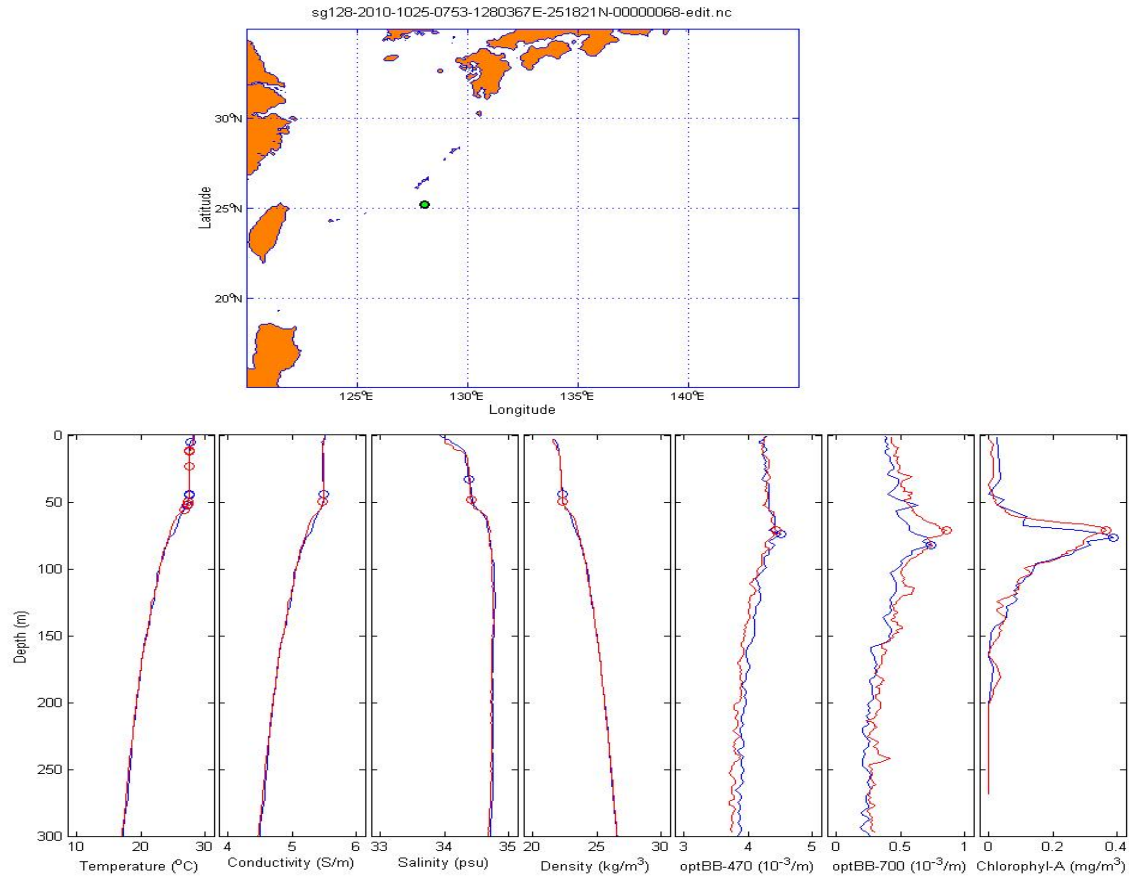 sg128-2010-1025-0753-1280367E-251821N-00000068-edit.nc
30°N
25°N
20°N
Latitude
125°E 130°E 135°E 140°E
Longitude
0
50
100
150
200
250
300
Depth (m)
10 20 30
4 5 6
33 34 35
20 25 30
3 4 5
0 0.5 1
0 0.2 0.4
Temperature (°C)
Conductivity (S/m)
Salinity (psu)
Density (kg/m³)
optBB-470 (10⁻³/m)
optBB-700 (10⁻³/m)
Chlorophyl-A (mg/m³)